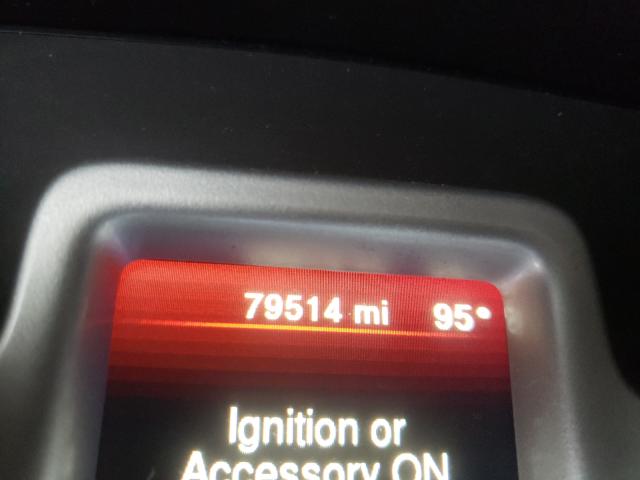 79514 mi 95°
Ignition or
Accessory ON